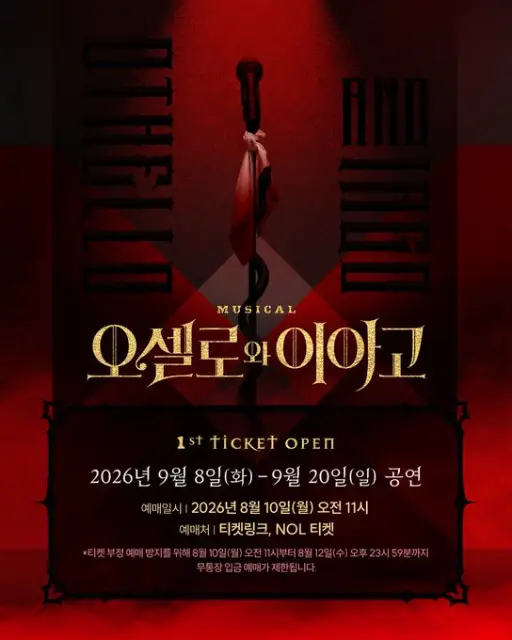 OTHELLO
AND IAGO
MUSICAL
오셀로와 이아고
1st TICKET OPEN
2026년 9월 8일(화) – 9월 20일(일) 공연
예매일시 | 2026년 8월 10일(월) 오전 11시
예매처 | 티켓링크, NOL 티켓
*티켓 부정 예매 방지를 위해 8월 10일(월) 오전 11시부터 8월 12일(수) 오후 23시 59분까지
무통장 입금 예매가 제한됩니다.